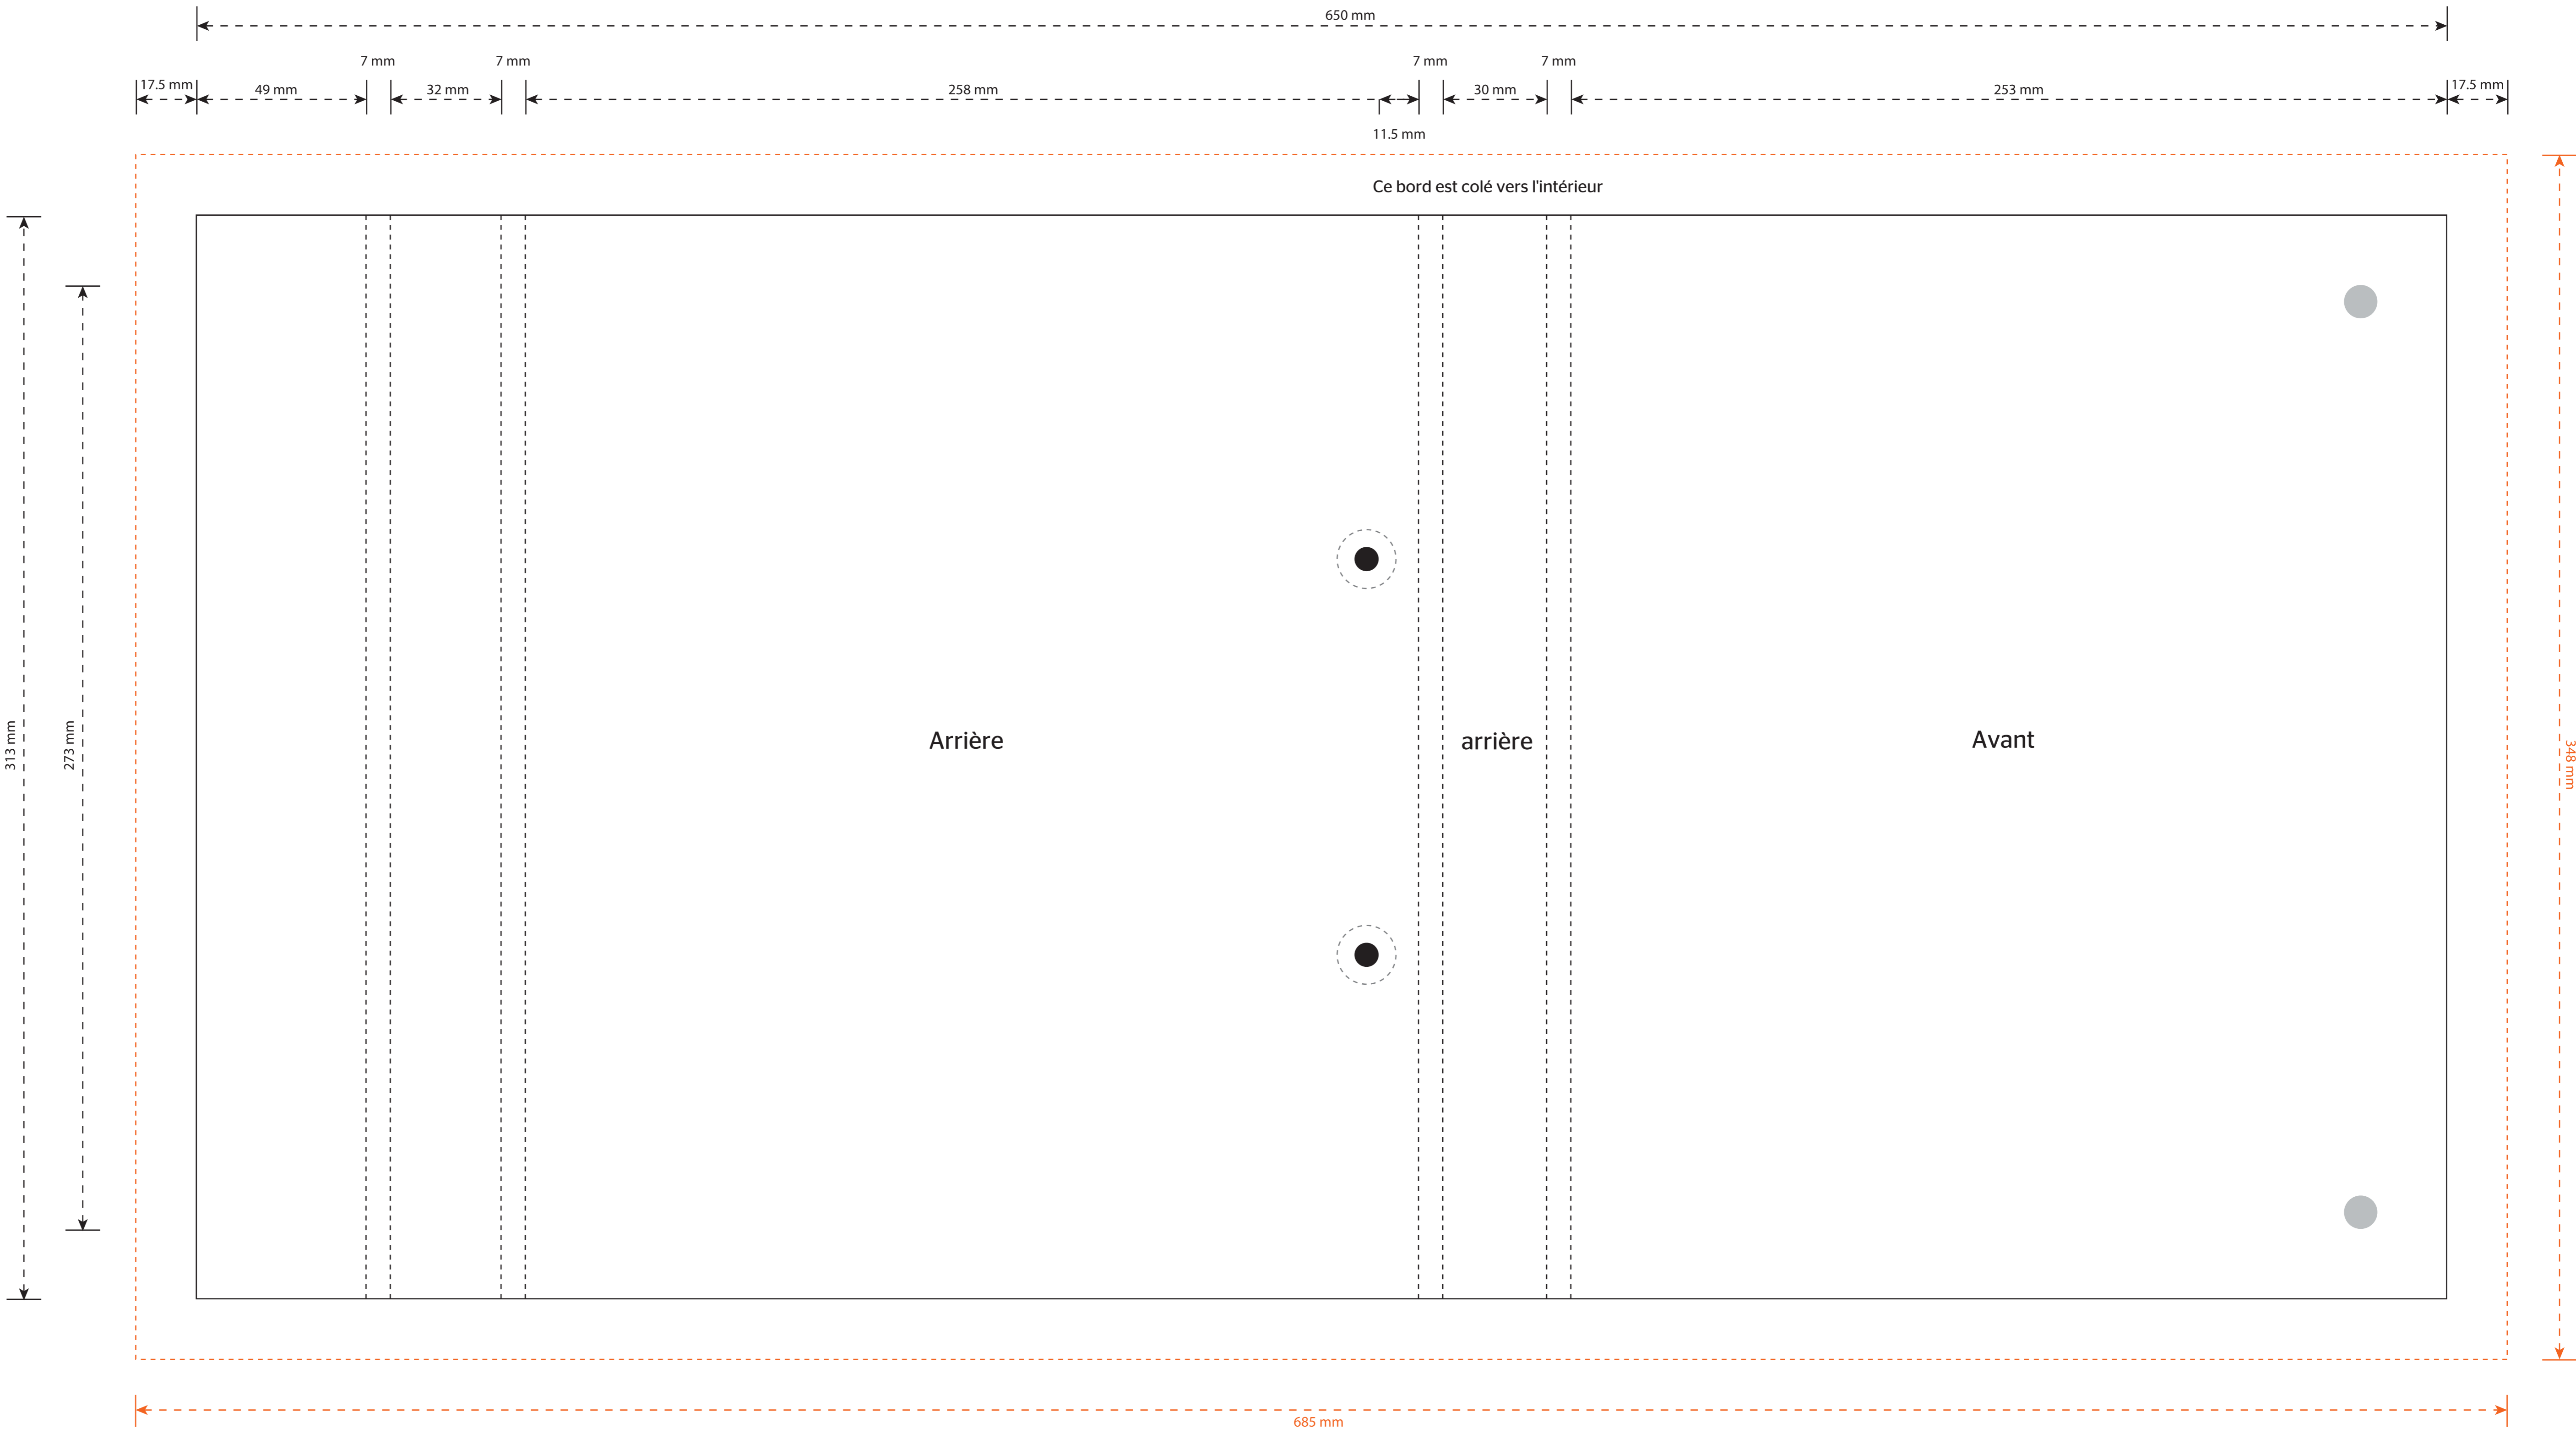 650 mm
7 mm
7 mm
7 mm
7 mm
17.5 mm
49 mm
32 mm
258 mm
30 mm
253 mm
17.5 mm
11.5 mm
Ce bord est colé vers l'intérieur
313 mm
273 mm
Arrière
arrière
Avant
348 mm
685 mm